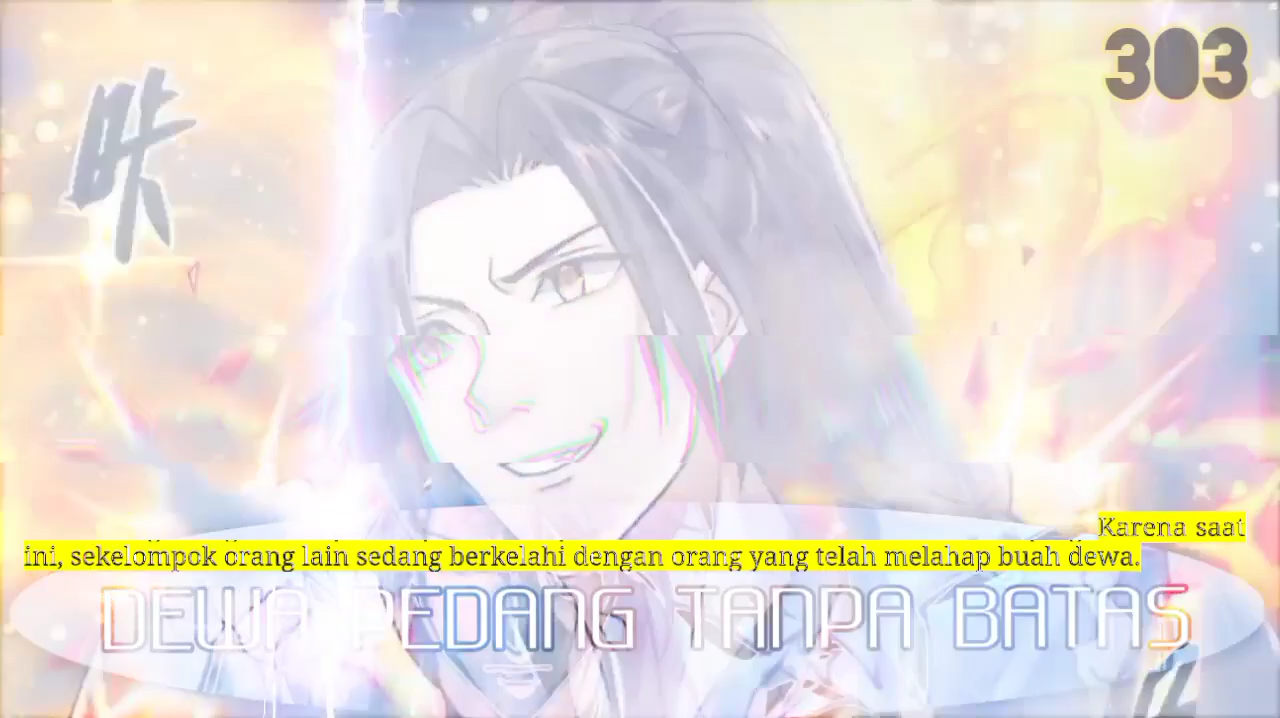 303
咔
Karena saat
ini, sekelompok orang lain sedang berkelahi dengan orang yang telah melahap buah dewa.
DEWA PEDANG TANPA BATAS